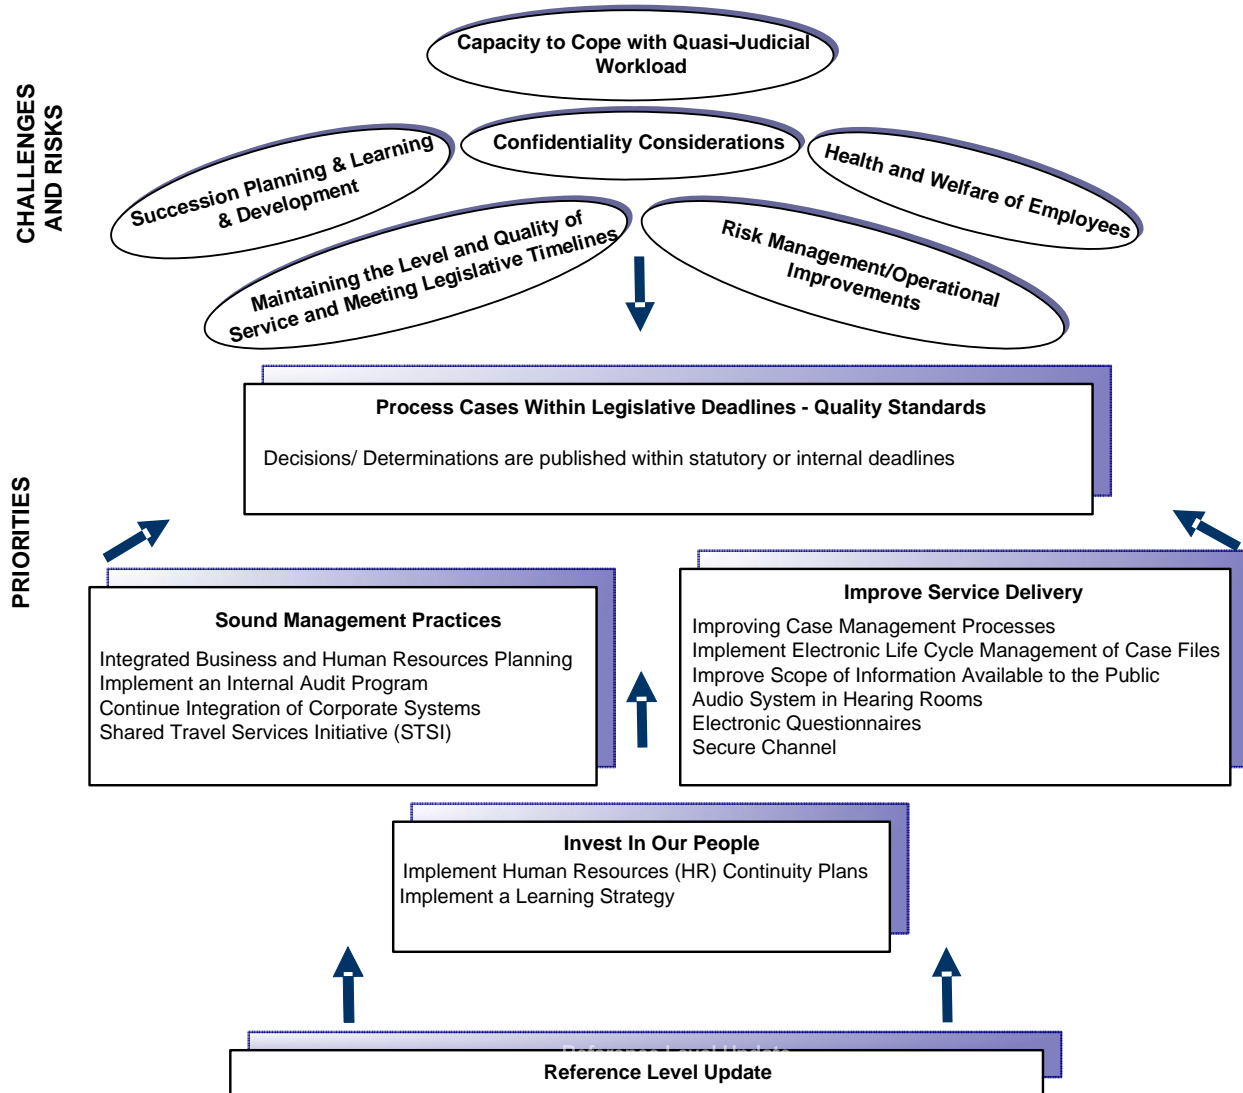 CHALLENGES
AND RISKS
Capacity to Cope with Quasi-Judicial
Workload
Confidentiality Considerations
Succession Planning & Learning
& Development
Health and Welfare of Employees
Maintaining the Level and Quality of
Service and Meeting Legislative Timelines
Risk Management/Operational
Improvements
PRIORITIES
Process Cases Within Legislative Deadlines - Quality Standards
Decisions/ Determinations are published within statutory or internal deadlines
Sound Management Practices
Integrated Business and Human Resources Planning
Implement an Internal Audit Program
Continue Integration of Corporate Systems
Shared Travel Services Initiative (STSI)
Improve Service Delivery
Improving Case Management Processes
Implement Electronic Life Cycle Management of Case Files
Improve Scope of Information Available to the Public
Audio System in Hearing Rooms
Electronic Questionnaires
Secure Channel
Invest In Our People
Implement Human Resources (HR) Continuity Plans
Implement a Learning Strategy
Reference Level Update
Reference Level Update